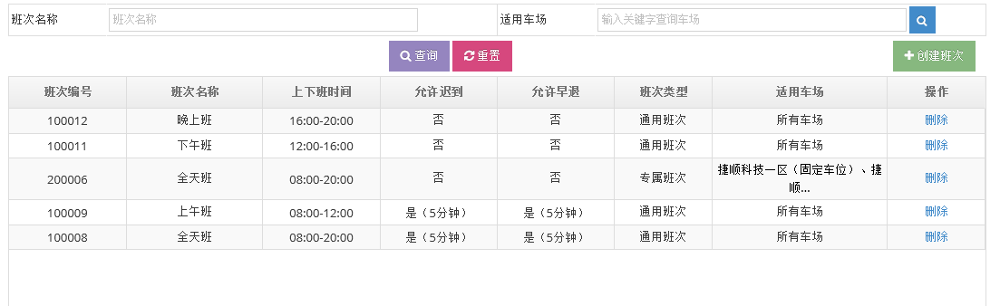 班次名称 班次名称 适用车场 输入关键字查询车场
查询 重置 创建班次
班次编号 班次名称 上下班时间 允许迟到 允许早退 班次类型 适用车场 操作
100012 晚上班 16:00-20:00 否 否 通用班次 所有车场 删除
100011 下午班 12:00-16:00 否 否 通用班次 所有车场 删除
200006 全天班 08:00-20:00 否 否 专属班次 捷顺科技一区（固定车位）、捷顺... 删除
100009 上午班 08:00-12:00 是（5分钟） 是（5分钟） 通用班次 所有车场 删除
100008 全天班 08:00-20:00 是（5分钟） 是（5分钟） 通用班次 所有车场 删除